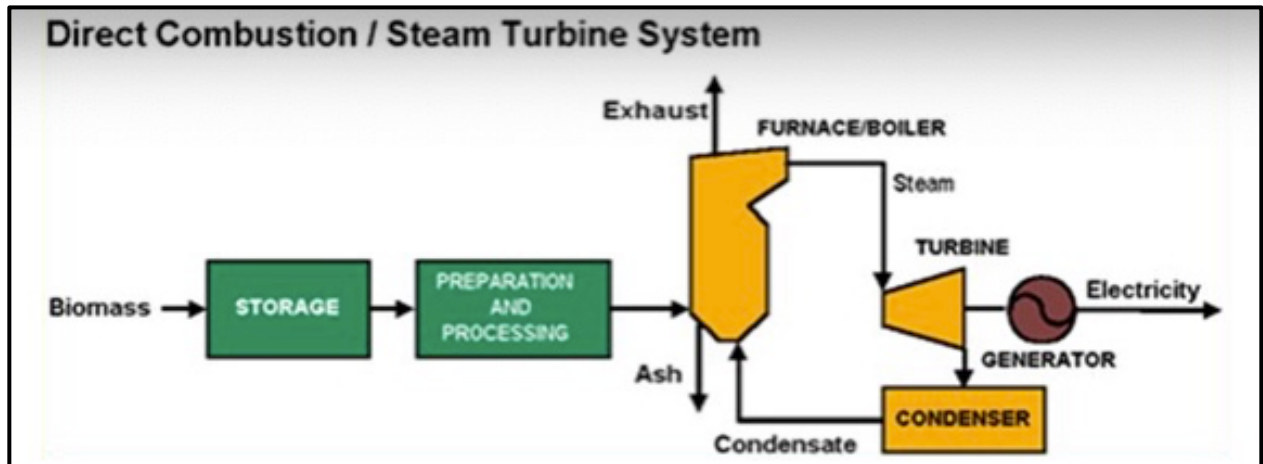 Direct Combustion / Steam Turbine System
Exhaust
FURNACE/BOILER
Steam
TURBINE
Biomass
STORAGE
PREPARATION
AND
PROCESSING
Electricity
GENERATOR
Ash
CONDENSER
Condensate